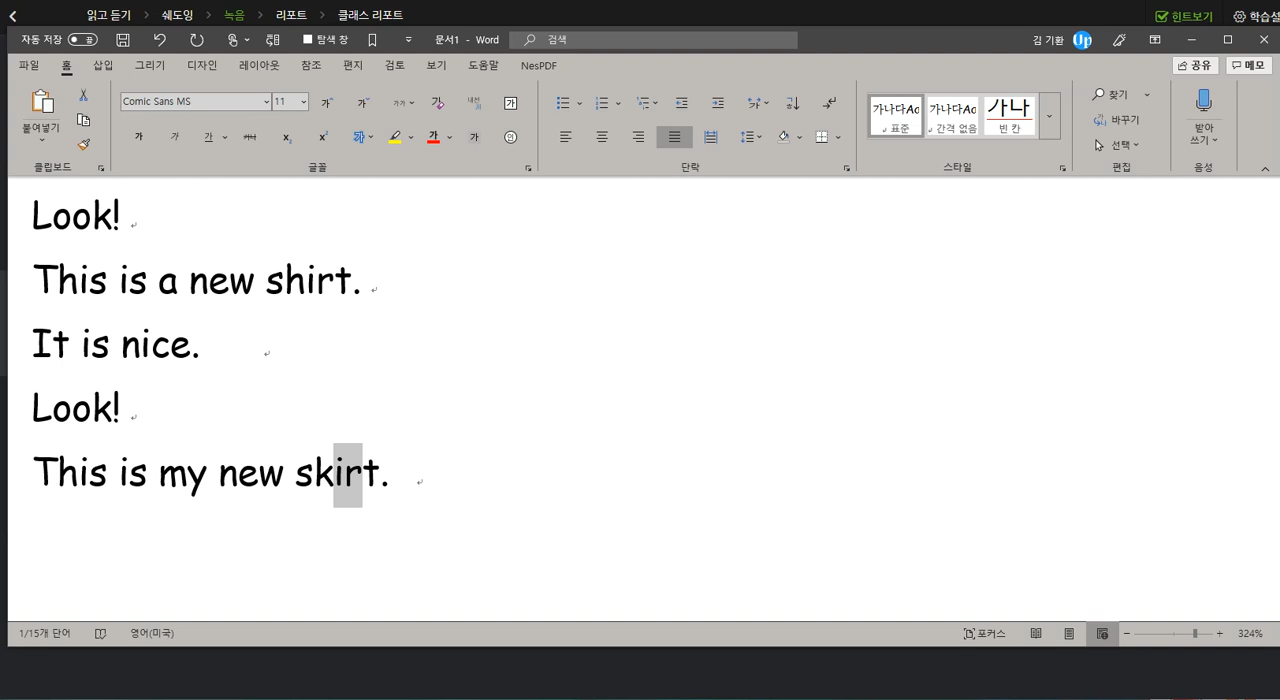 읽고 듣기 > 쉐도잉 > 녹음 > 리포트 > 클래스 리포트 힌트보기 학습설
자동 저장 탐색 창 문서1 - Word 검색 김 기환 Up
파일 홈 삽입 그리기 디자인 레이아웃 참조 편지 검토 보기 도움말 NesPDF 공유 메모
Comic Sans MS 11
붙여넣기
가나다Ac 가나다Ac 가나
표준 간격 없음 빈 칸
찾기
바꾸기
선택
받아
쓰기
클립보드 글꼴 단락 스타일 편집 음성
Look!
This is a new shirt.
It is nice.
Look!
This is my new skirt.
1/15개 단어 영어(미국) 포커스 324%